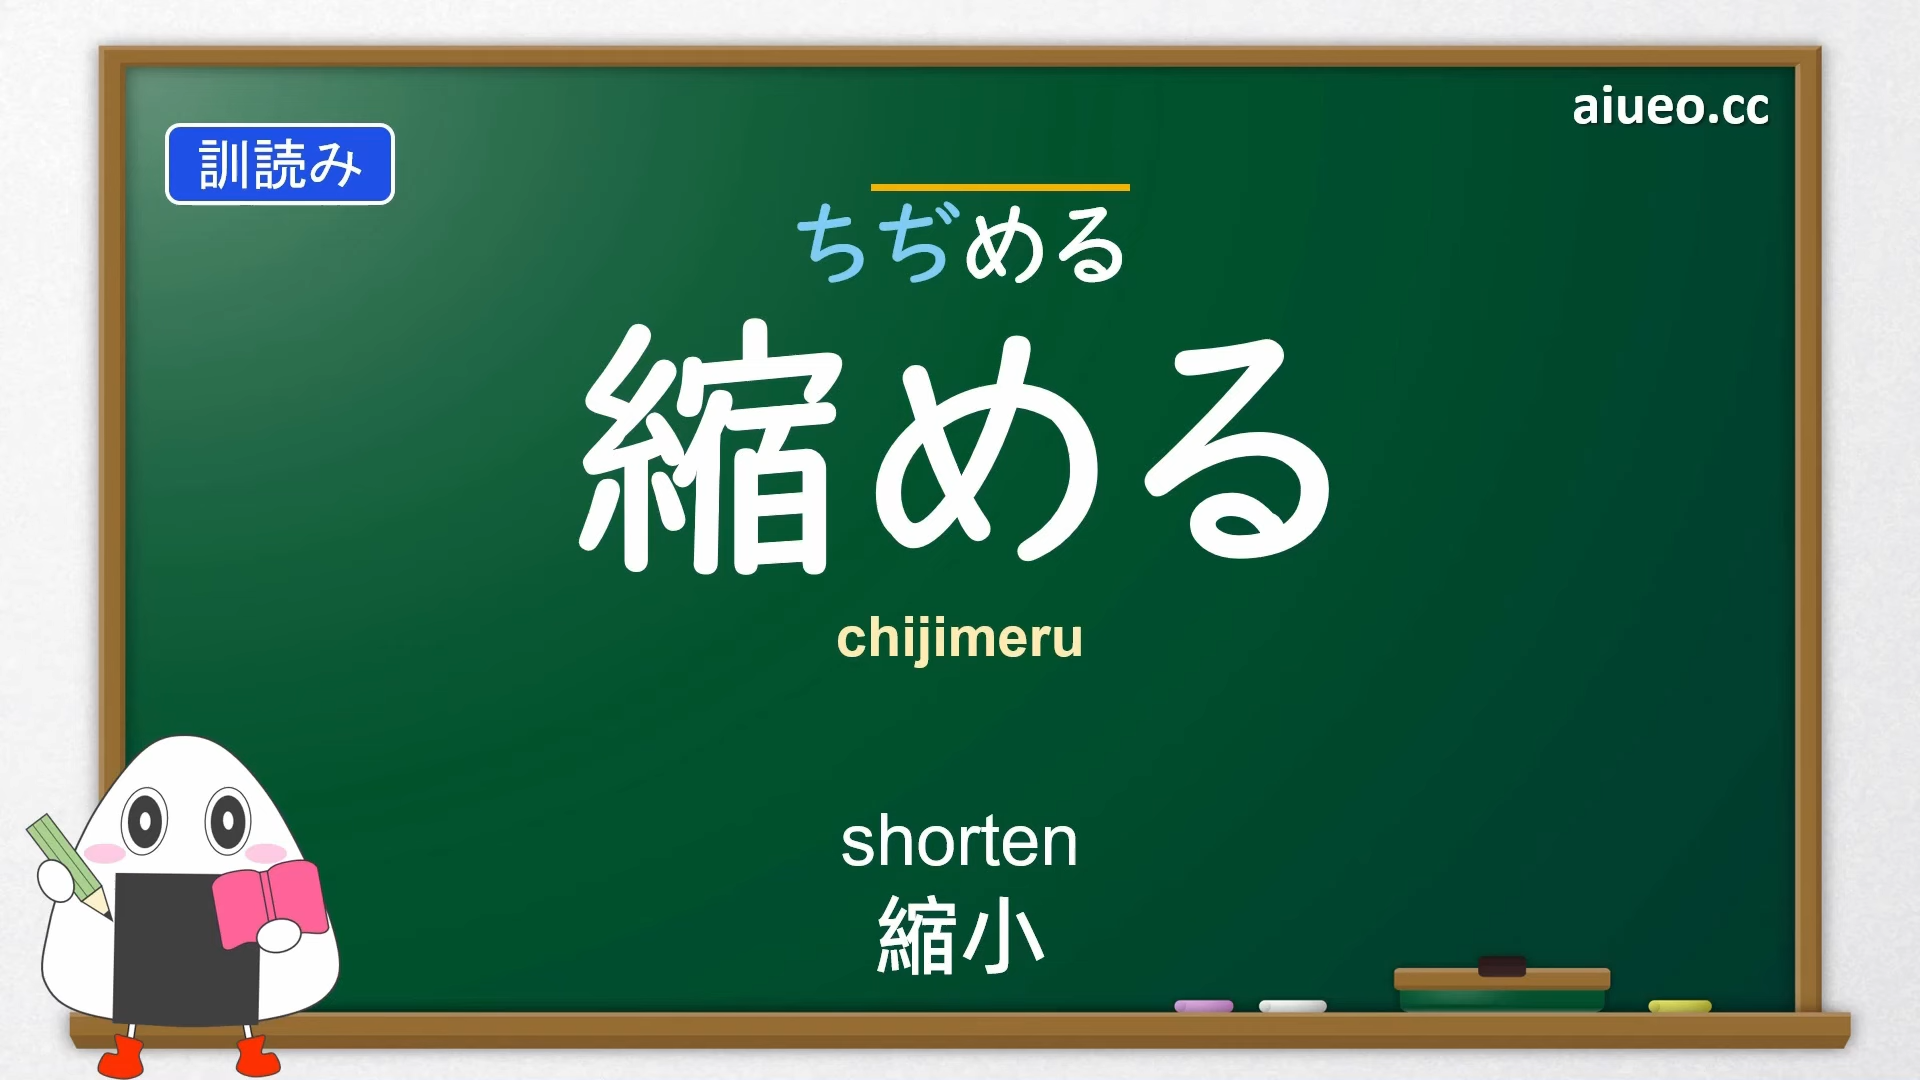 aiueo.cc
訓読み
ちぢめる
縮める
chijimeru
shorten
縮小